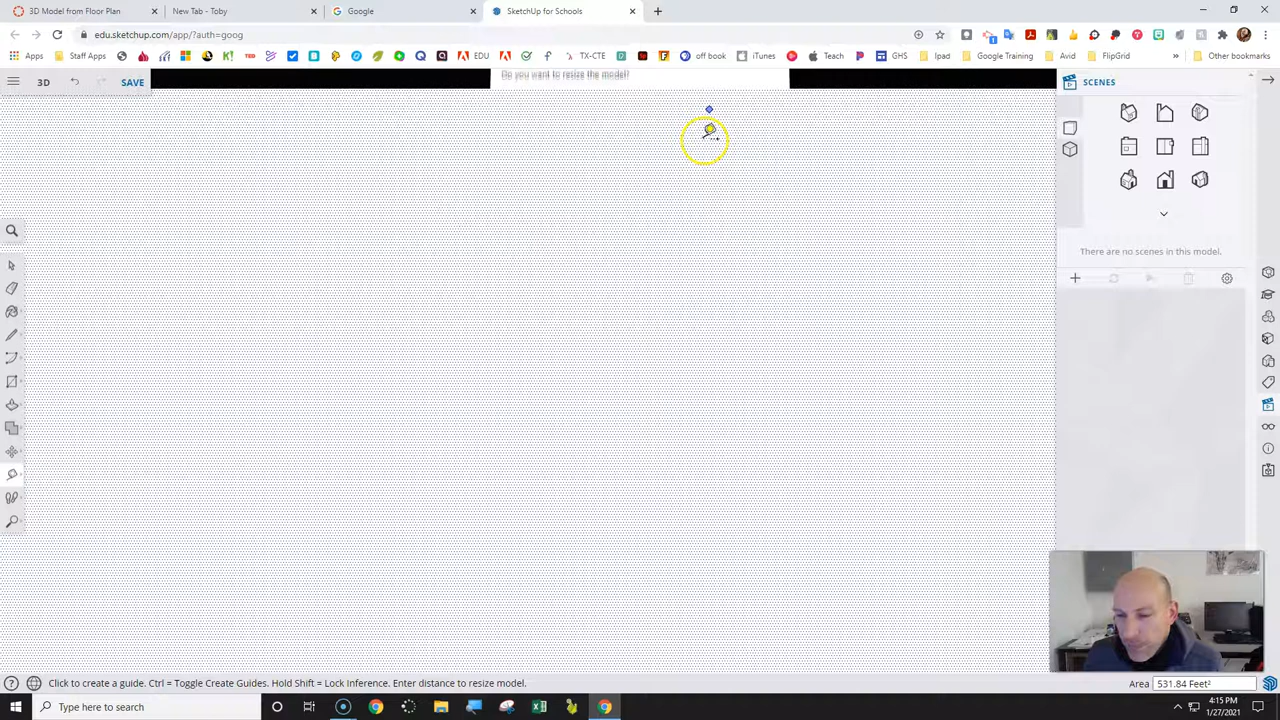 3D Model from Floor Plan
New Tab - Toby
Google
SketchUp for Schools
edu.sketchup.com/app/?auth=goog
Apps
Staff Apps
TED
K!
EDU
TX-CTE
off book
iTunes
Teach
GHS
Ipad
Google Training
Avid
FlipGrid
Other bookmarks
3D
SAVE
Do you want to resize the model?
SCENES
There are no scenes in this model.
Click to create a guide. Ctrl = Toggle Create Guides. Hold Shift = Lock Inference. Enter distance to resize model.
Area
531.84 Feet²
Type here to search
4:15 PM
1/27/2021